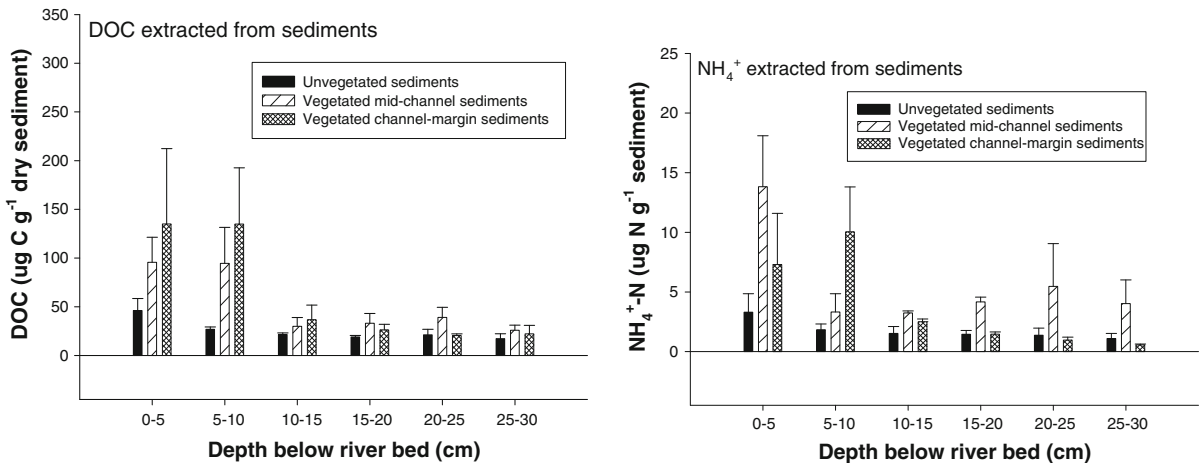 DOC extracted from sediments
Unvegetated sediments
Vegetated mid-channel sediments
Vegetated channel-margin sediments
DOC (ug C g⁻¹ dry sediment)
350
300
250
200
150
100
50
0
0-5 5-10 10-15 15-20 20-25 25-30
Depth below river bed (cm)
NH₄⁺ extracted from sediments
Unvegetated sediments
Vegetated mid-channel sediments
Vegetated channel-margin sediments
NH₄⁺-N (ug N g⁻¹ sediment)
25
20
15
10
5
0
0-5 5-10 10-15 15-20 20-25 25-30
Depth below river bed (cm)